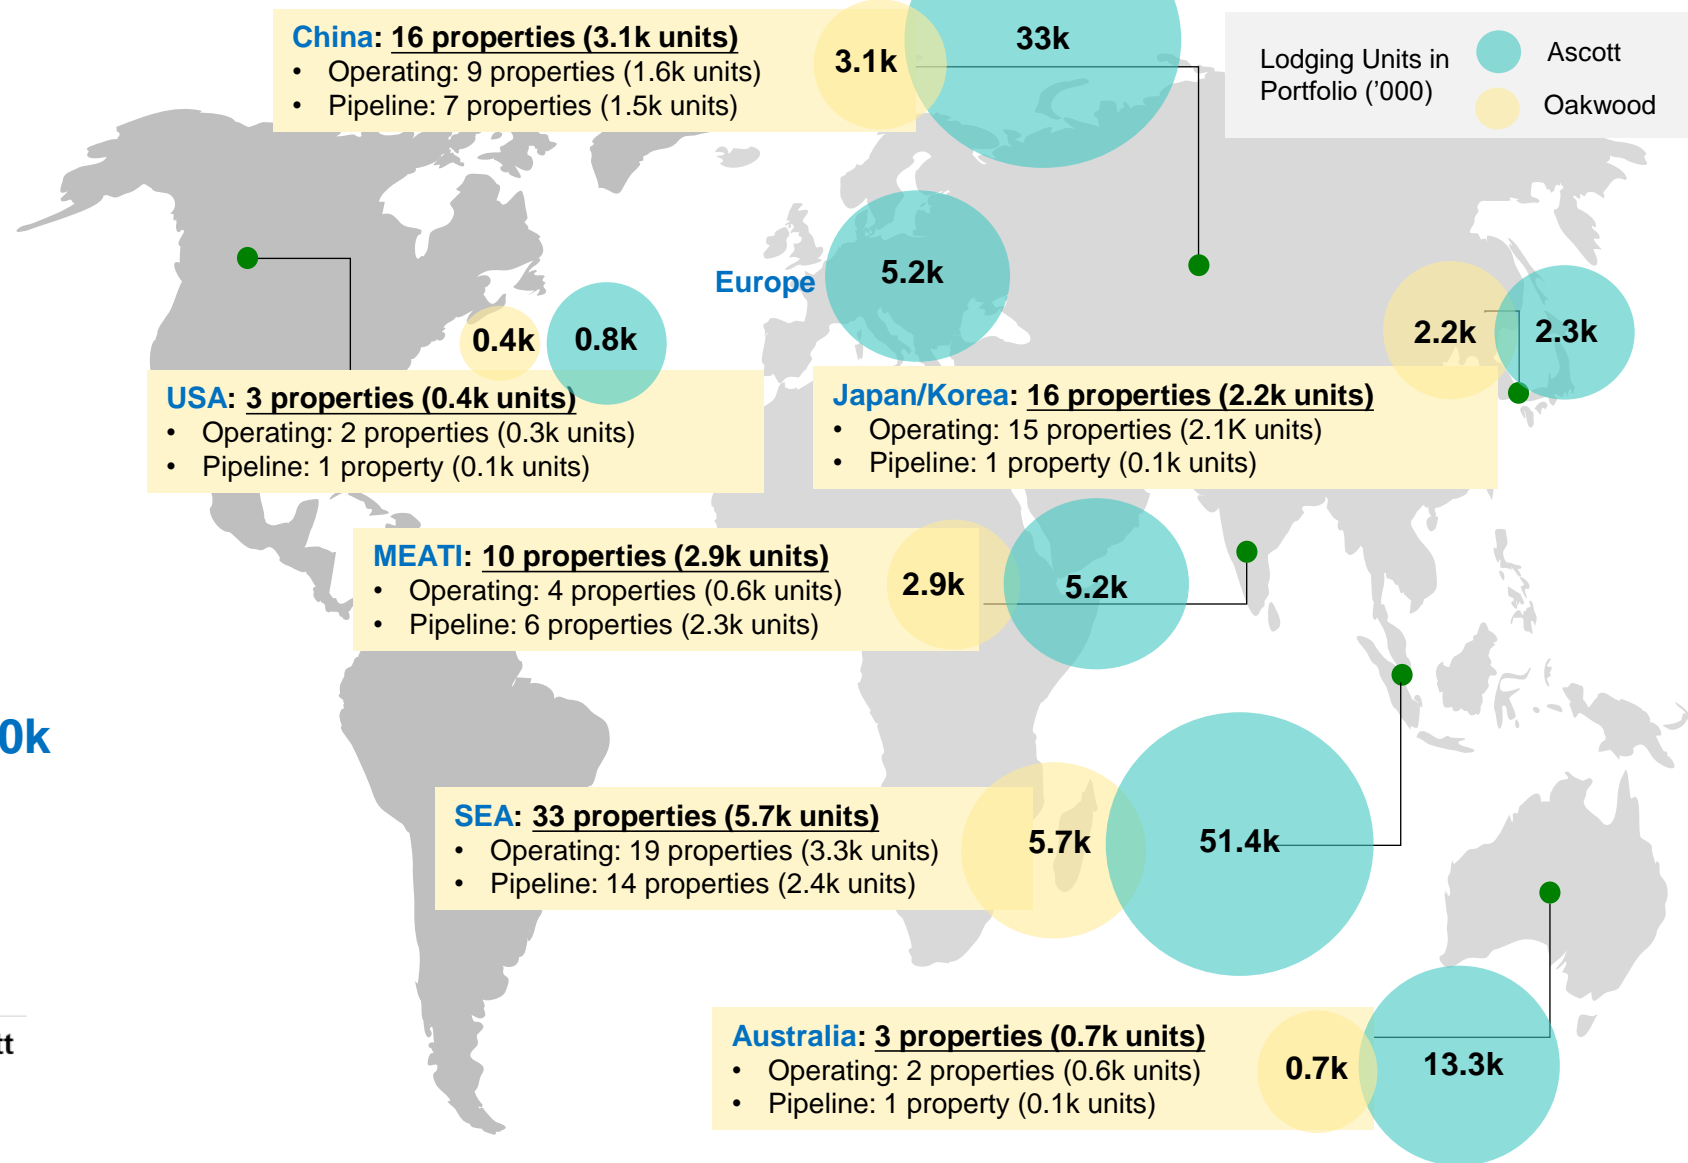 China: 16 properties (3.1k units)
• Operating: 9 properties (1.6k units)
• Pipeline: 7 properties (1.5k units)
3.1k
33k
Lodging Units in
Portfolio ('000)
Ascott
Oakwood
Europe
5.2k
0.4k
0.8k
2.2k
2.3k
USA: 3 properties (0.4k units)
• Operating: 2 properties (0.3k units)
• Pipeline: 1 property (0.1k units)
Japan/Korea: 16 properties (2.2k units)
• Operating: 15 properties (2.1K units)
• Pipeline: 1 property (0.1k units)
MEATI: 10 properties (2.9k units)
• Operating: 4 properties (0.6k units)
• Pipeline: 6 properties (2.3k units)
2.9k
5.2k
0k
SEA: 33 properties (5.7k units)
• Operating: 19 properties (3.3k units)
• Pipeline: 14 properties (2.4k units)
5.7k
51.4k
Australia: 3 properties (0.7k units)
• Operating: 2 properties (0.6k units)
• Pipeline: 1 property (0.1k units)
0.7k
13.3k